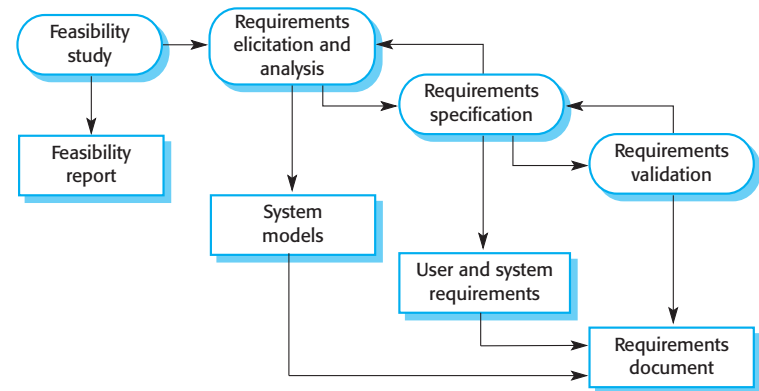 Feasibility
study
Requirements
elicitation and
analysis
Requirements
specification
Requirements
validation
Feasibility
report
System
models
User and system
requirements
Requirements
document